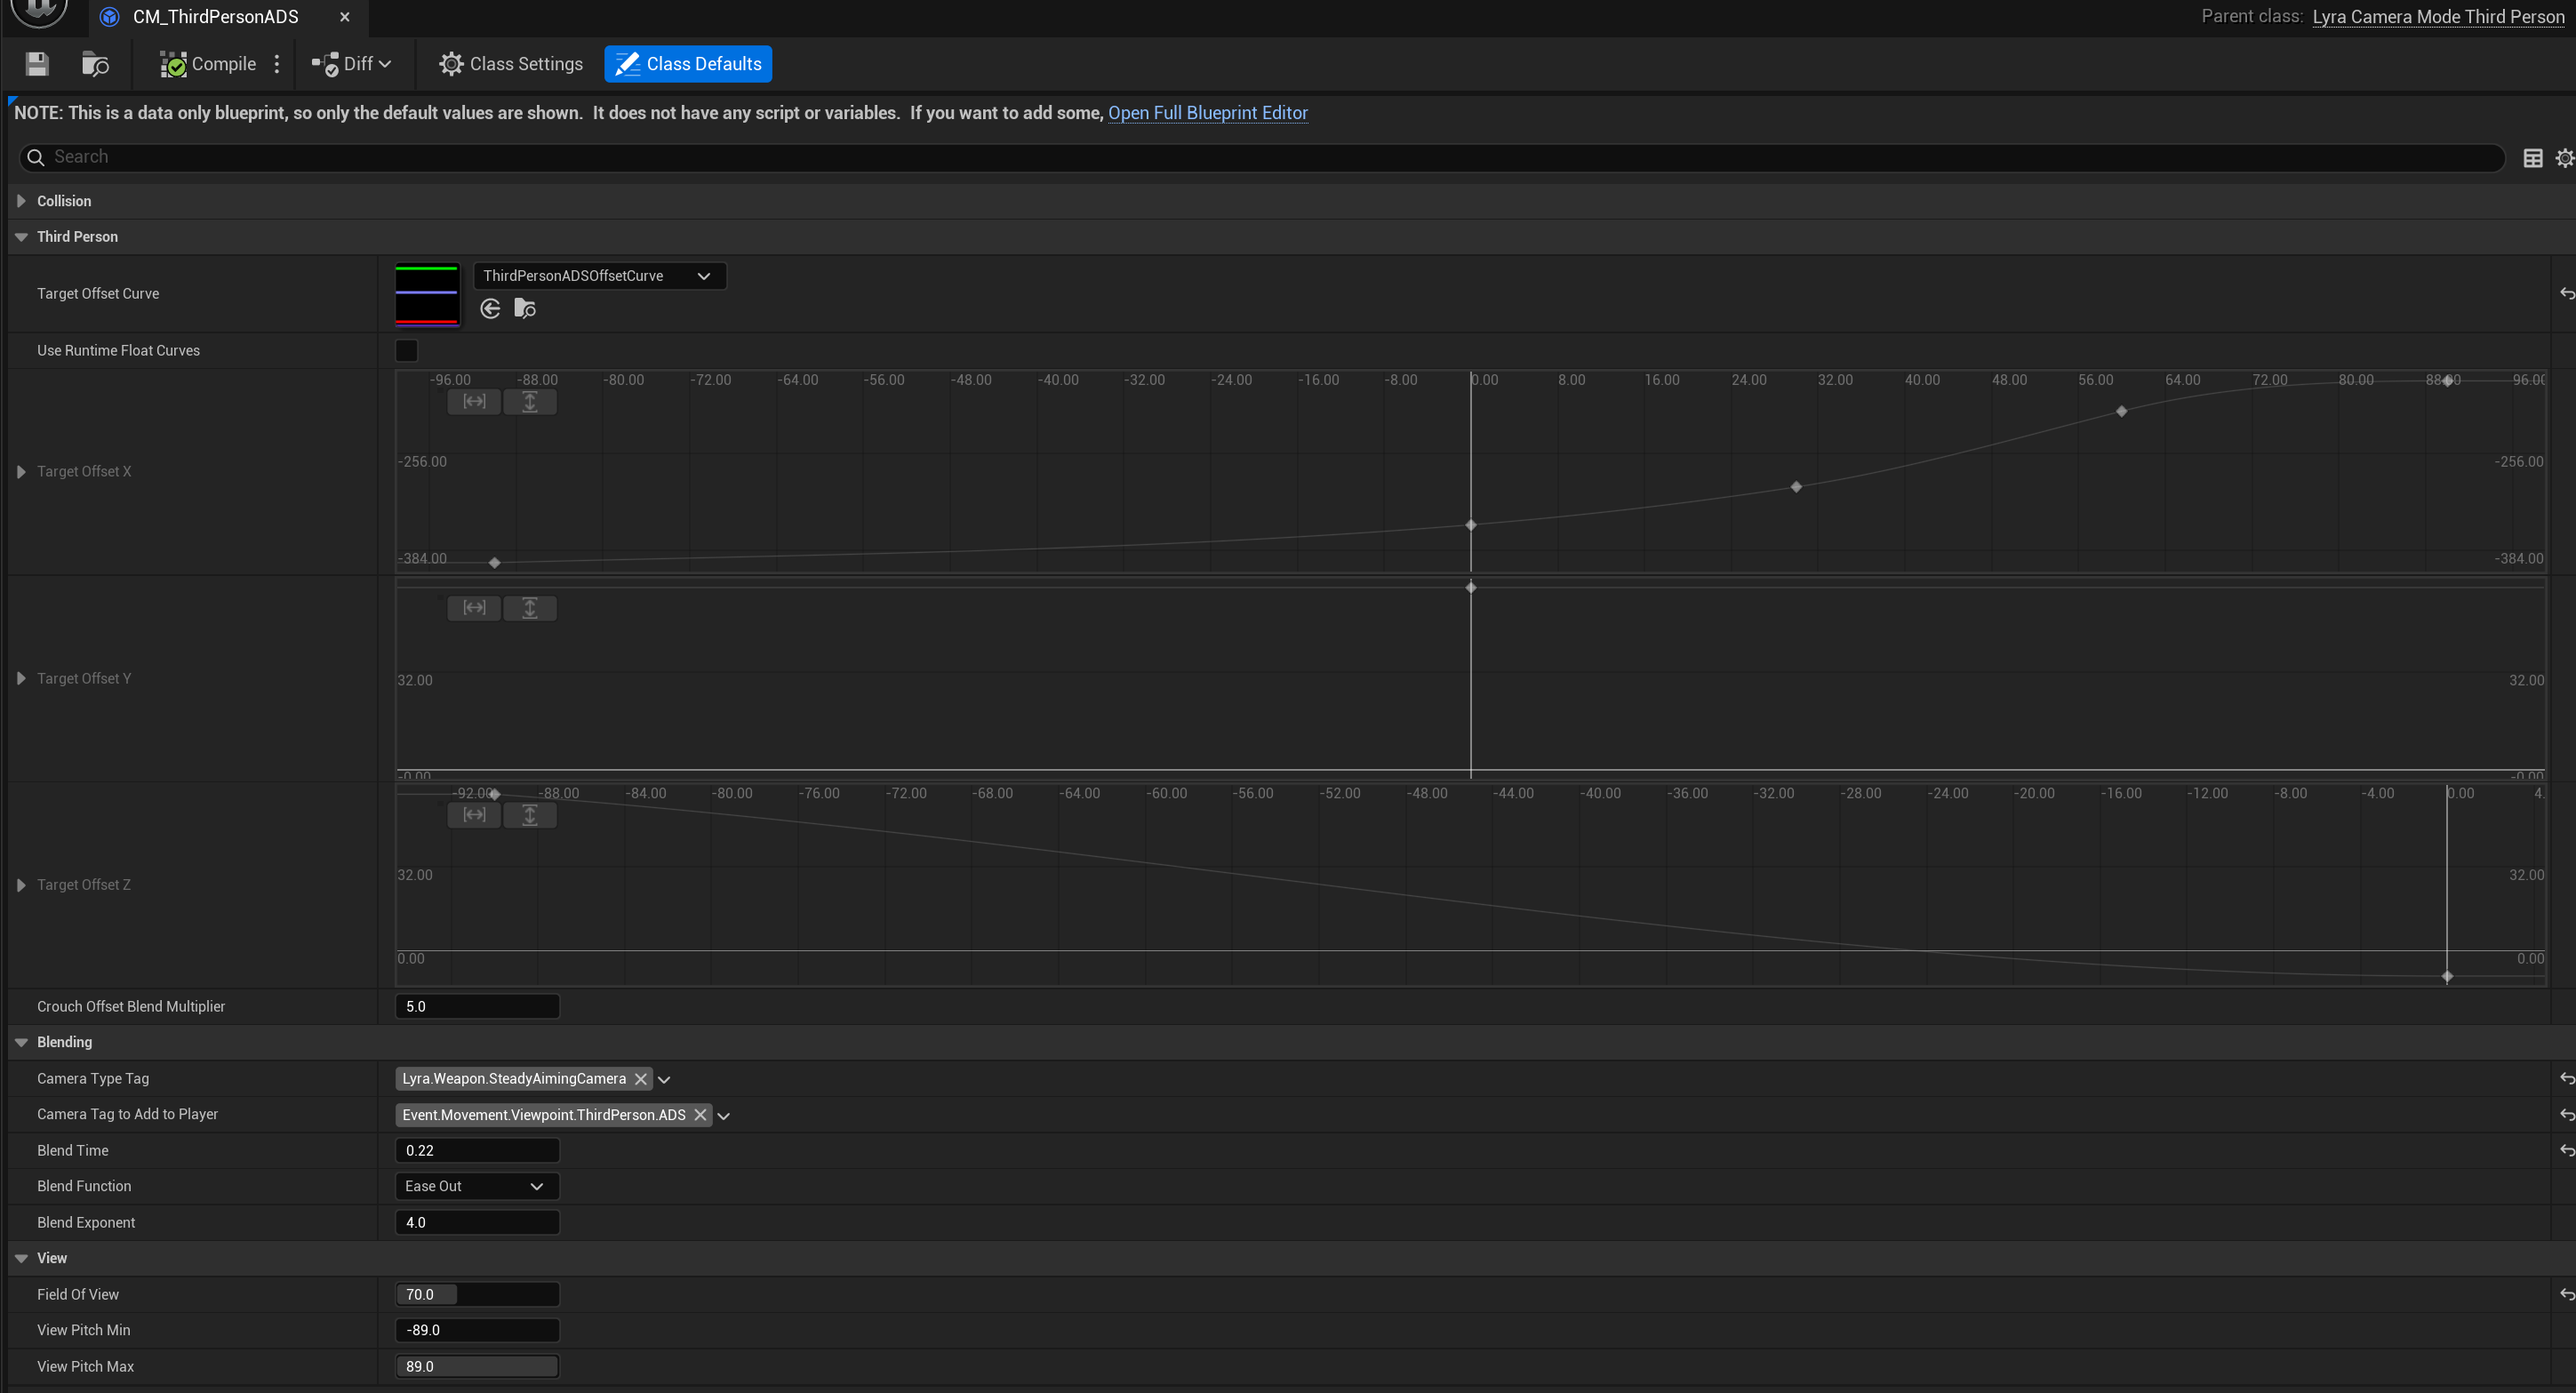 CM_ThirdPersonADS
Parent class: Lyra Camera Mode Third Person
Compile Diff Class Settings Class Defaults
NOTE: This is a data only blueprint, so only the default values are shown. It does not have any script or variables. If you want to add some, Open Full Blueprint Editor
Search
Collision
Third Person
Target Offset Curve
ThirdPersonADSOffsetCurve
Use Runtime Float Curves
-96.00 -88.00 -80.00 -72.00 -64.00 -56.00 -48.00 -40.00 -32.00 -24.00 -16.00 -8.00 0.00 8.00 16.00 24.00 32.00 40.00 48.00 56.00 64.00 72.00 80.00 88.00 96.00
-256.00 -256.00
Target Offset X
-384.00 -384.00
Target Offset Y
32.00 32.00
-0.00 -0.00
-92.00 -88.00 -84.00 -80.00 -76.00 -72.00 -68.00 -64.00 -60.00 -56.00 -52.00 -48.00 -44.00 -40.00 -36.00 -32.00 -28.00 -24.00 -20.00 -16.00 -12.00 -8.00 -4.00 0.00 4.
32.00 32.00
Target Offset Z
0.00 0.00
Crouch Offset Blend Multiplier 5.0
Blending
Camera Type Tag Lyra.Weapon.SteadyAimingCamera
Camera Tag to Add to Player Event.Movement.Viewpoint.ThirdPerson.ADS
Blend Time 0.22
Blend Function Ease Out
Blend Exponent 4.0
View
Field Of View 70.0
View Pitch Min -89.0
View Pitch Max 89.0